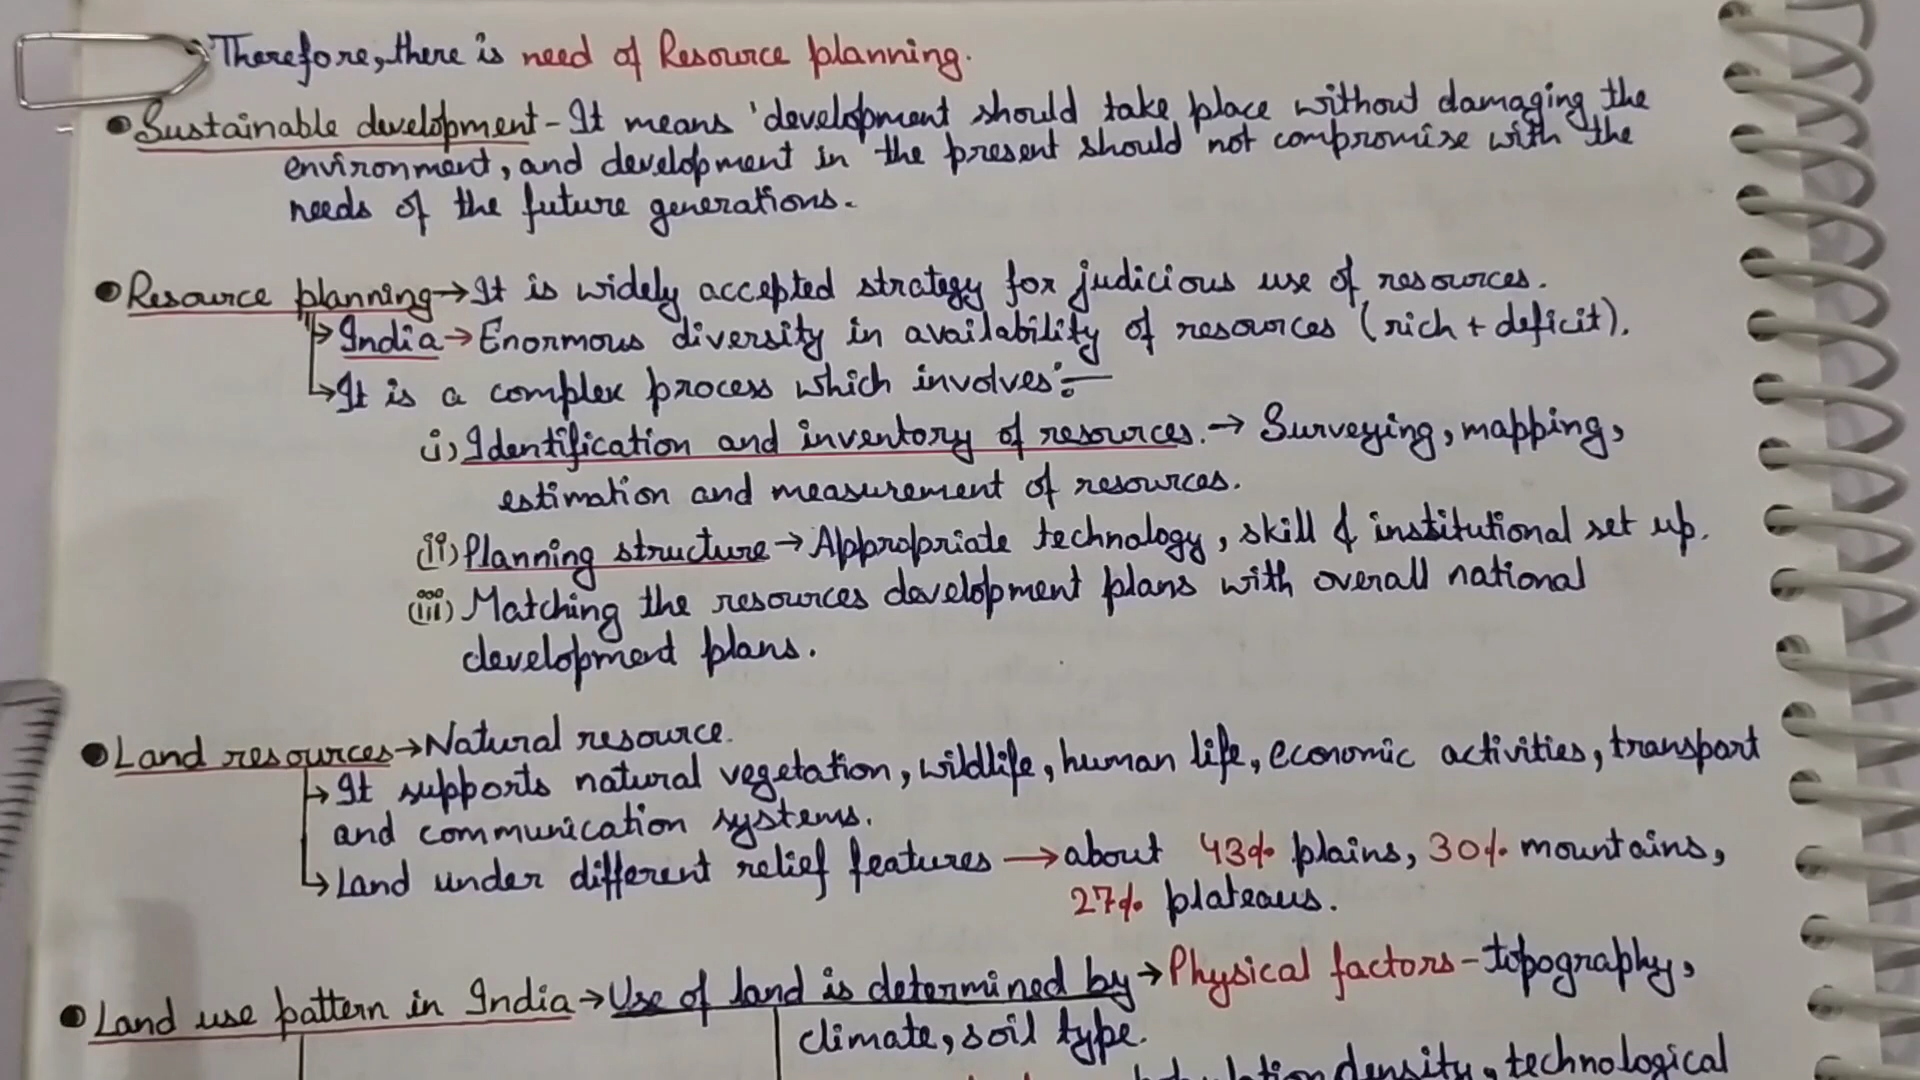 Therefore, there is need of Resource planning.
• Sustainable development - It means 'development should take place without damaging the
environment, and development in the present should not compromise with the
needs of the future generations.
• Resource planning → It is widely accepted strategy for judicious use of resources.
↳ India → Enormous diversity in availability of resources (rich + deficit).
↳ It is a complex process which involves :-
i) Identification and inventory of resources. → Surveying, mapping,
estimation and measurement of resources.
(ii) Planning structure → Appropriate technology, skill & institutional set up.
(iii) Matching the resources development plans with overall national
development plans.
• Land resources → Natural resource.
↳ It supports natural vegetation, wildlife, human life, economic activities, transport
and communication systems.
↳ Land under different relief features → about 43% plains, 30% mountains,
27% plateaus.
• Land use pattern in India → Use of land is determined by → Physical factors - topography,
climate, soil type.
density, technological